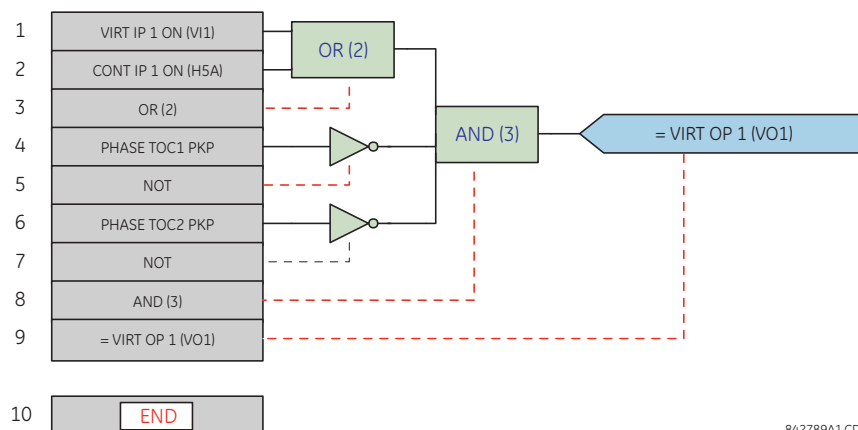 1 VIRT IP 1 ON (VI1)
OR (2)
2 CONT IP 1 ON (H5A)
3 OR (2)
4 PHASE TOC1 PKP
AND (3)
= VIRT OP 1 (VO1)
5 NOT
6 PHASE TOC2 PKP
7 NOT
8 AND (3)
9 = VIRT OP 1 (VO1)
10 END
842789A1.CD